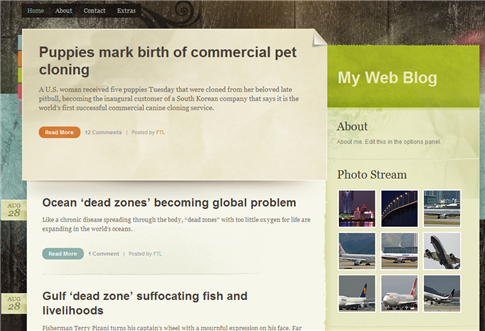 Home About Contact Extras
Puppies mark birth of commercial pet
cloning
A U.S. woman received five puppies Tuesday that were cloned from her beloved late
pitbull, becoming the inaugural customer of a South Korean company that says it is the
world's first successful commercial canine cloning service.
Read More 12 Comments | Posted by FTL
My Web Blog
About
About me. Edit this in the options panel.
Photo Stream
AUG
28
Ocean ‘dead zones’ becoming global problem
Like a chronic disease spreading through the body, “dead zones” with too little oxygen for life are
expanding in the world's oceans.
Read More 1 Comment | Posted by FTL
AUG
28
Gulf ‘dead zone’ suffocating fish and
livelihoods
Fisherman Terry Pizani turns his captain's wheel with a mournful expression on his face. Far